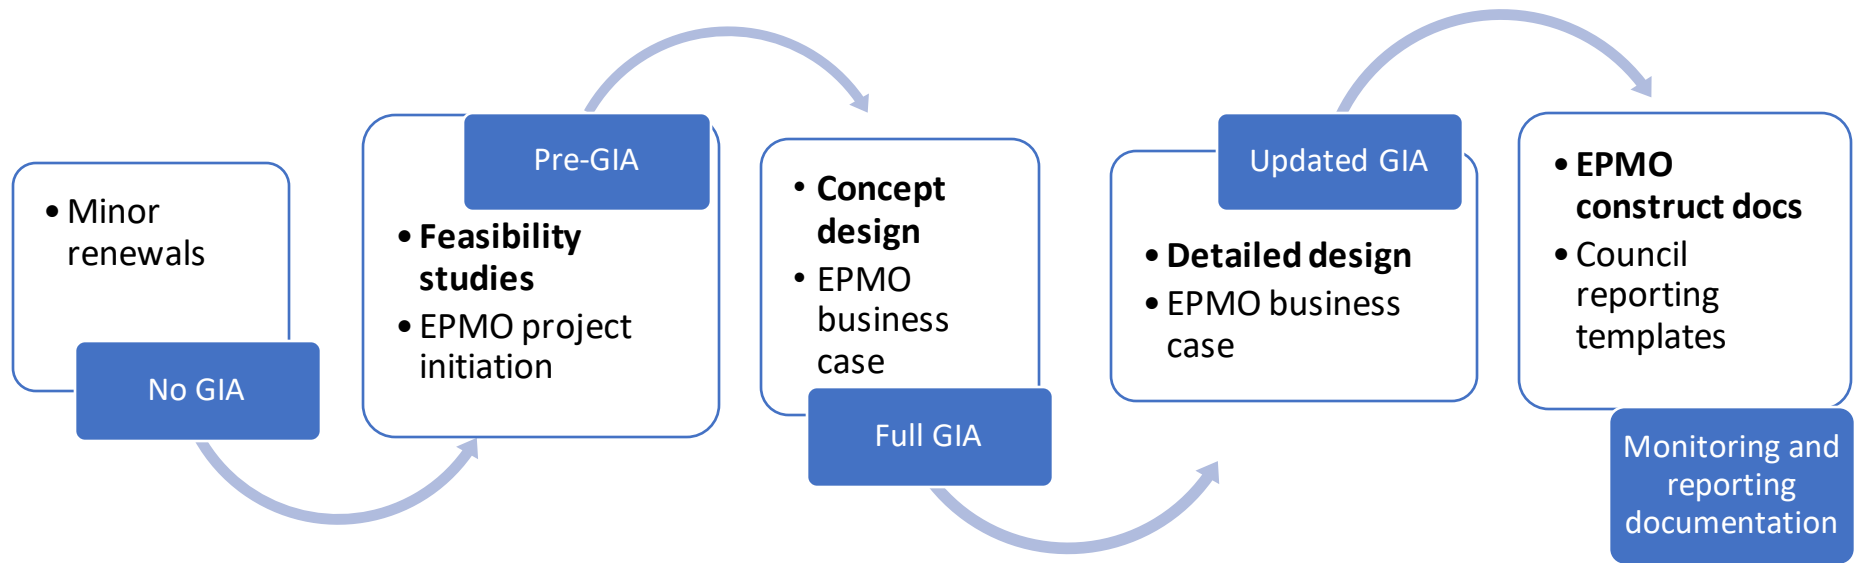 • Minor
renewals
No GIA
Pre-GIA
• Feasibility
studies
• EPMO project
initiation
• Concept
design
• EPMO
business
case
Full GIA
Updated GIA
• Detailed design
• EPMO business
case
• EPMO
construct docs
• Council
reporting
templates
Monitoring and
reporting
documentation